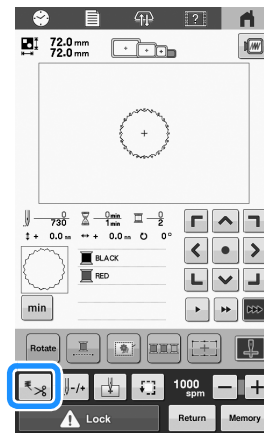 ?
72.0 mm
72.0 mm
0
730
0 min
1 min
0
2
+ 0.0 mm
+ 0.0 mm
0°
BLACK
RED
min
Rotate
-/+
1000
spm
- +
Lock
Return
Memory